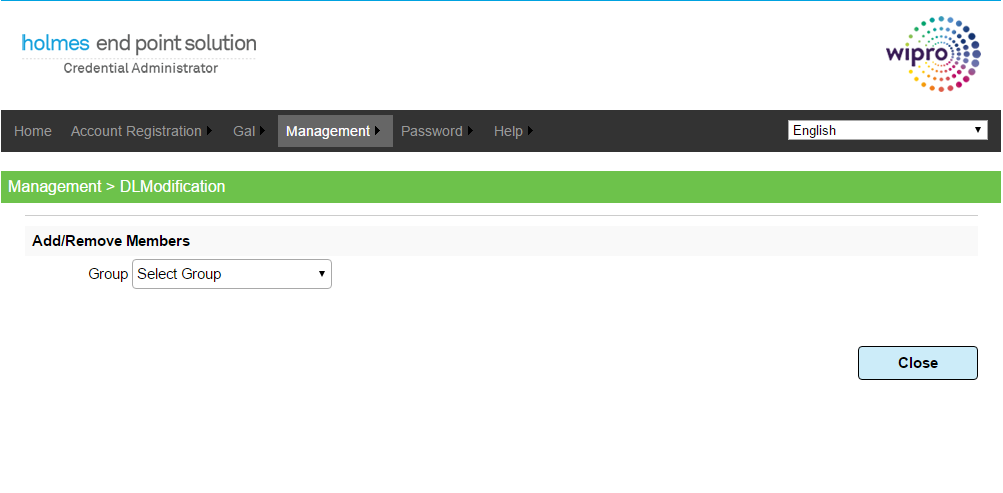 holmes end point solution
Credential Administrator
wipro
Home Account Registration Gal Management Password Help English
Management > DLModification
Add/Remove Members
Group Select Group
Close